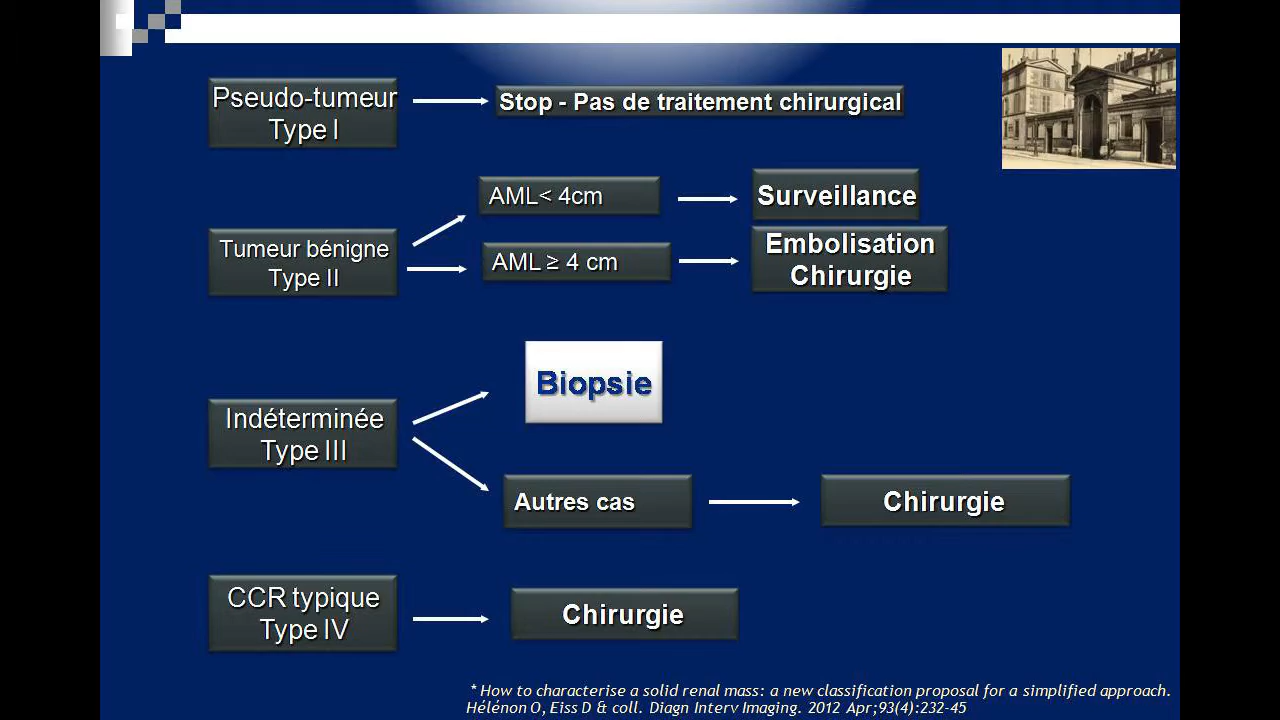 Pseudo-tumeur
Type I
Stop - Pas de traitement chirurgical
AML< 4cm
Surveillance
Tumeur bénigne
Type II
AML ≥ 4 cm
Embolisation
Chirurgie
Biopsie
Indéterminée
Type III
Autres cas
Chirurgie
CCR typique
Type IV
Chirurgie
* How to characterise a solid renal mass: a new classification proposal for a simplified approach.
Hélénon O, Eiss D & coll. Diagn Interv Imaging. 2012 Apr;93(4):232-45